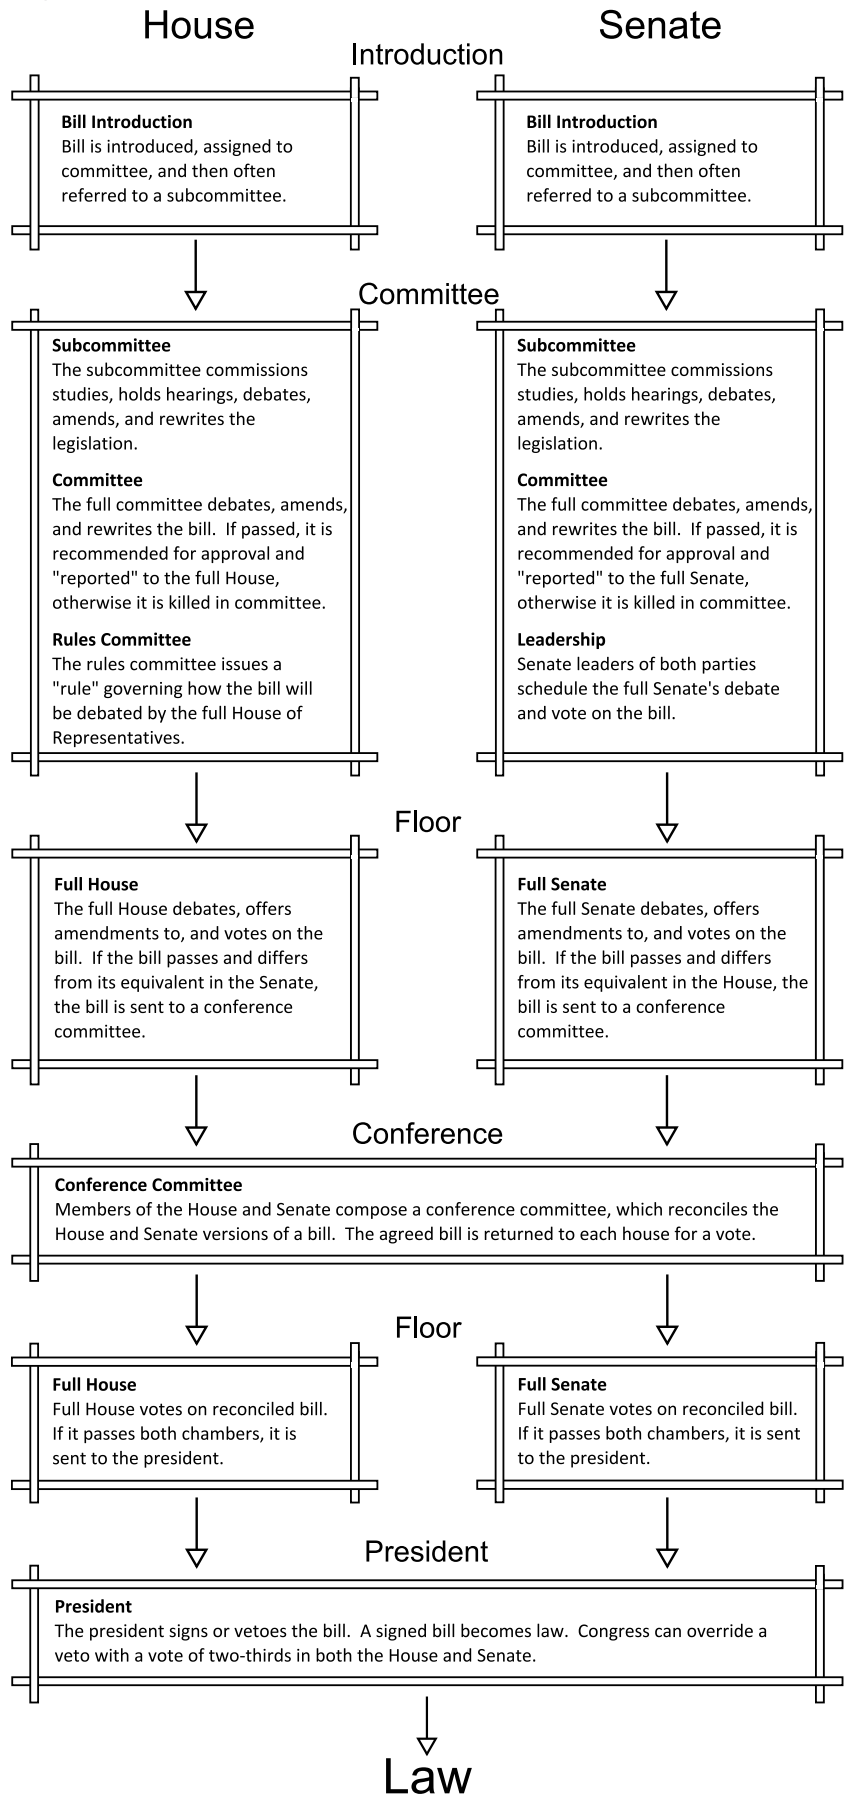 House
Senate
Introduction
Bill Introduction
Bill is introduced, assigned to
committee, and then often
referred to a subcommittee.
Bill Introduction
Bill is introduced, assigned to
committee, and then often
referred to a subcommittee.
Committee
Subcommittee
The subcommittee commissions
studies, holds hearings, debates,
amends, and rewrites the
legislation.
Committee
The full committee debates, amends,
and rewrites the bill.  If passed, it is
recommended for approval and
"reported" to the full House,
otherwise it is killed in committee.
Rules Committee
The rules committee issues a
"rule" governing how the bill will
be debated by the full House of
Representatives.
Subcommittee
The subcommittee commissions
studies, holds hearings, debates,
amends, and rewrites the
legislation.
Committee
The full committee debates, amends,
and rewrites the bill.  If passed, it is
recommended for approval and
"reported" to the full Senate,
otherwise it is killed in committee.
Leadership
Senate leaders of both parties
schedule the full Senate's debate
and vote on the bill.
Floor
Full House
The full House debates, offers
amendments to, and votes on the
bill.  If the bill passes and differs
from its equivalent in the Senate,
the bill is sent to a conference
committee.
Full Senate
The full Senate debates, offers
amendments to, and votes on the
bill.  If the bill passes and differs
from its equivalent in the House, the
bill is sent to a conference
committee.
Conference
Conference Committee
Members of the House and Senate compose a conference committee, which reconciles the
House and Senate versions of a bill.  The agreed bill is returned to each house for a vote.
Floor
Full House
Full House votes on reconciled bill.
If it passes both chambers, it is
sent to the president.
Full Senate
Full Senate votes on reconciled bill.
If it passes both chambers, it is sent
to the president.
President
President
The president signs or vetoes the bill.  A signed bill becomes law.  Congress can override a
veto with a vote of two-thirds in both the House and Senate.
Law